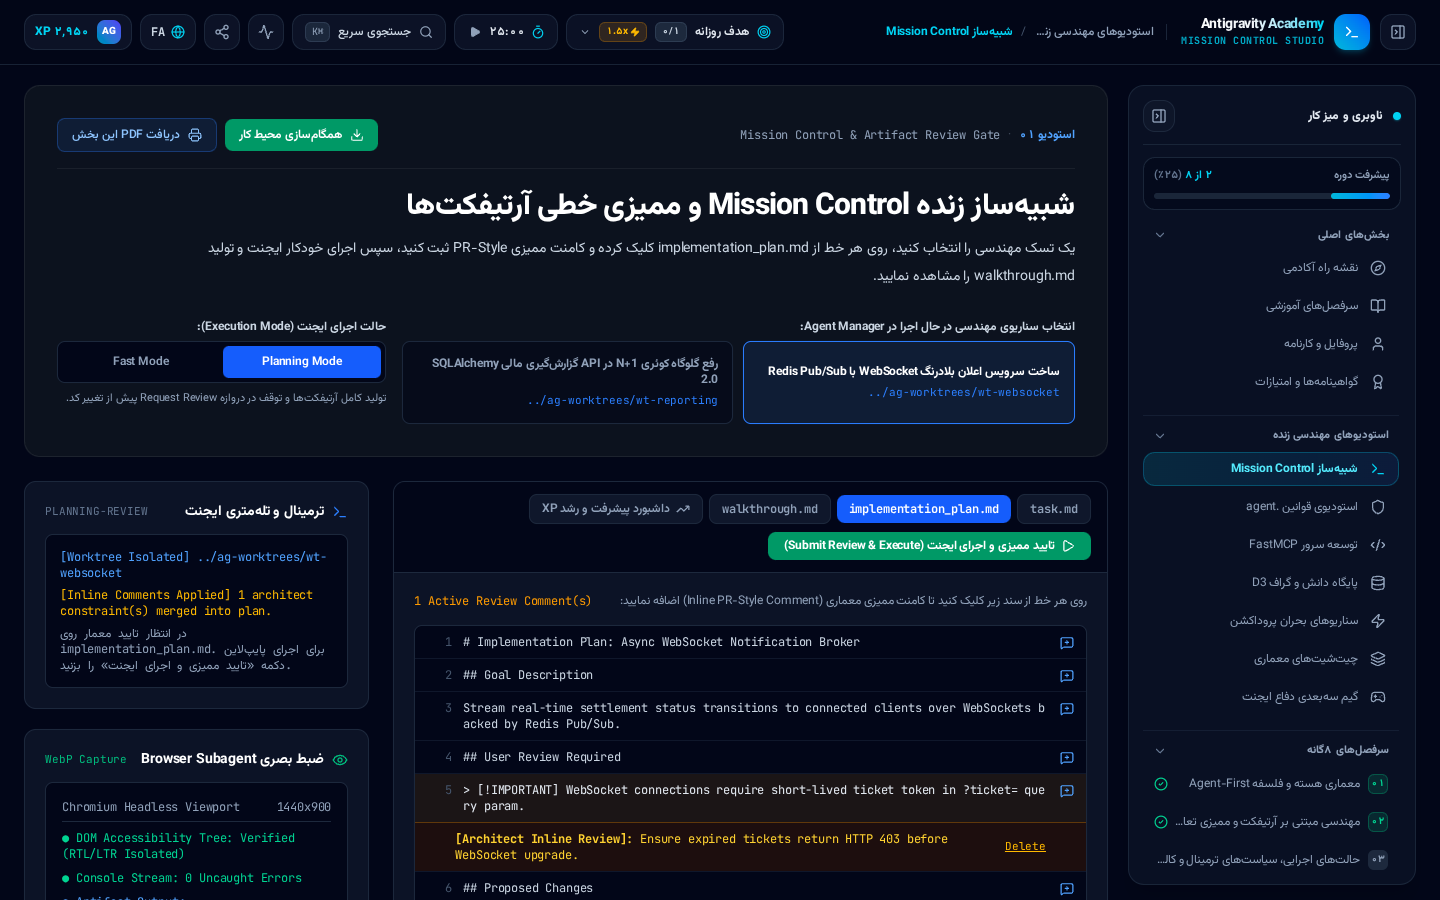 Antigravity Academy
MISSION CONTROL STUDIO
استودیوهای مهندسی زنـ... / شبیه‌ساز Mission Control
هدف روزانه ۰/۱ ۱.۵x
۲۵:۰۰
جستجوی سریع ⌘K
FA
XP ۲,۹۵۰ AG
ناوبری و میز کار
پیشرفت دوره ۲ از ۸ (۲۵٪)
بخش‌های اصلی
نقشه راه آکادمی
سرفصل‌های آموزشی
پروفایل و کارنامه
گواهینامه‌ها و امتیازات
استودیوهای مهندسی زنده
شبیه‌ساز Mission Control
استودیوی قوانین .agent
توسعه سرور FastMCP
پایگاه دانش و گراف D3
سناریوهای بحران پروداکشن
چیت‌شیت‌های معماری
گیم سه‌بعدی دفاع ایجنت
سرفصل‌های ۸گانه
۰۱ معماری هسته و فلسفه Agent-First
۰۲ مهندسی مبتنی بر آرتیفکت و ممیزی تعا...
۰۳ حالت‌های اجرایی، سیاست‌های ترمینال و کال...
استودیو ۰۱ · Mission Control & Artifact Review Gate
همگام‌سازی محیط کار
دریافت PDF این بخش
شبیه‌ساز زنده Mission Control و ممیزی خطی آرتیفکت‌ها
یک تسک مهندسی را انتخاب کنید، روی هر خط از implementation_plan.md کلیک کرده و کامنت ممیزی PR-Style ثبت کنید، سپس اجرای خودکار ایجنت و تولید
walkthrough.md را مشاهده نمایید.
انتخاب سناریوی مهندسی در حال اجرا در Agent Manager:
ساخت سرویس اعلان بلادرنگ WebSocket با Redis Pub/Sub
../ag-worktrees/wt-websocket
رفع گلوگاه کوئری N+1 در API گزارش‌گیری مالی SQLAlchemy
2.0
../ag-worktrees/wt-reporting
حالت اجرای ایجنت (Execution Mode):
Planning Mode
Fast Mode
تولید کامل آرتیفکت‌ها و توقف در دروازه Request Review پیش از تغییر کد.
task.md
implementation_plan.md
walkthrough.md
داشبورد پیشرفت و رشد XP
تایید ممیزی و اجرای ایجنت (Submit Review & Execute)
روی هر خط از سند زیر کلیک کنید تا کامنت ممیزی معماری (Inline PR-Style Comment) اضافه نمایید:
1 Active Review Comment(s)
1 # Implementation Plan: Async WebSocket Notification Broker
2 ## Goal Description
3 Stream real-time settlement status transitions to connected clients over WebSockets b
acked by Redis Pub/Sub.
4 ## User Review Required
5 > [!IMPORTANT] WebSocket connections require short-lived ticket token in ?ticket= que
ry param.
[Architect Inline Review]: Ensure expired tickets return HTTP 403 before
WebSocket upgrade.
Delete
6 ## Proposed Changes
ترمینال و تله‌متری ایجنت
PLANNING-REVIEW
[Worktree Isolated] ../ag-worktrees/wt-
websocket
[Inline Comments Applied] 1 architect
constraint(s) merged into plan.
در انتظار تایید معمار روی
implementation_plan.md. برای اجرای پایپ‌لاین
دکمه «تایید ممیزی و اجرای ایجنت» را بزنید.
ضبط بصری Browser Subagent
WebP Capture
Chromium Headless Viewport 1440x900
● DOM Accessibility Tree: Verified
(RTL/LTR Isolated)
● Console Stream: 0 Uncaught Errors